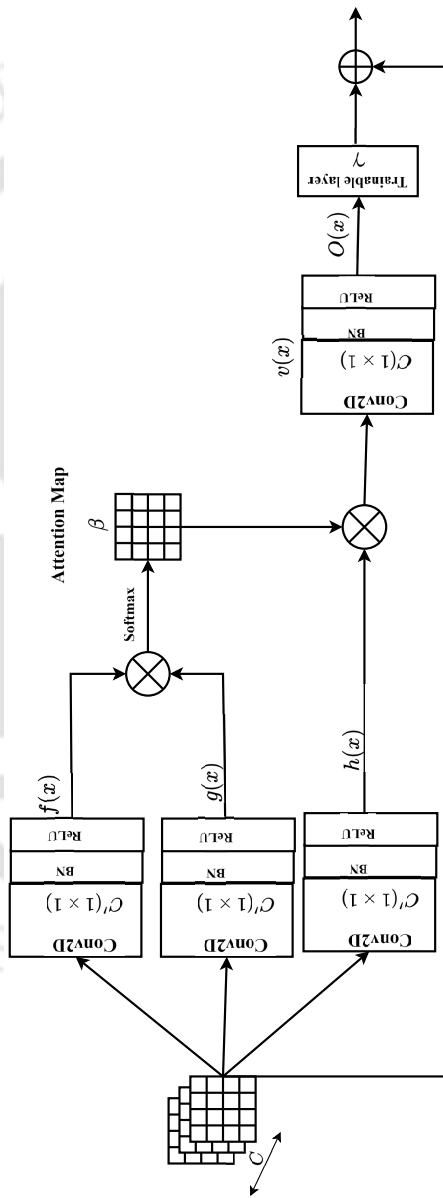 C
Conv2D
C'(1 × 1)
BN
ReLU
f(x)
Conv2D
C'(1 × 1)
BN
ReLU
g(x)
Conv2D
C'(1 × 1)
BN
ReLU
h(x)
Softmax
Attention Map
β
v(x)
Conv2D
C(1 × 1)
BN
ReLU
O(x)
Trainable layer
γ